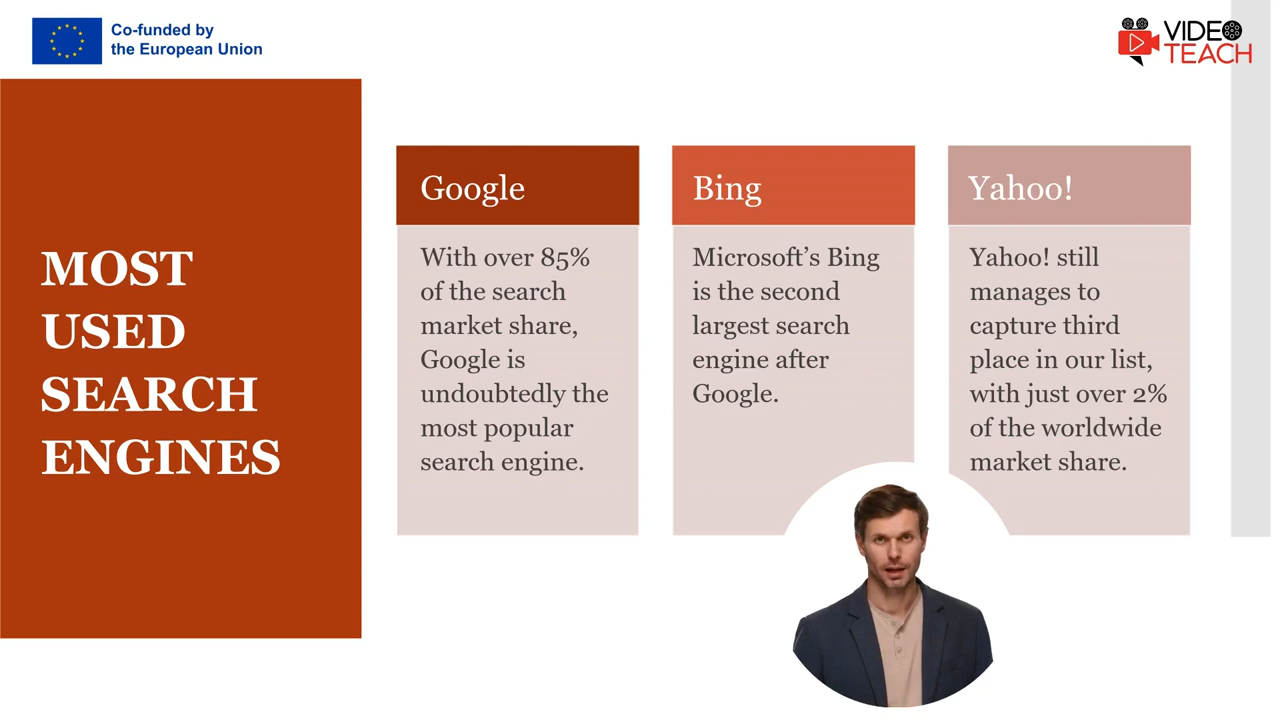 Co-funded by
the European Union
VIDEO
TEACH
MOST
USED
SEARCH
ENGINES
Google
With over 85%
of the search
market share,
Google is
undoubtedly the
most popular
search engine.
Bing
Microsoft’s Bing
is the second
largest search
engine after
Google.
Yahoo!
Yahoo! still
manages to
capture third
place in our list,
with just over 2%
of the worldwide
market share.